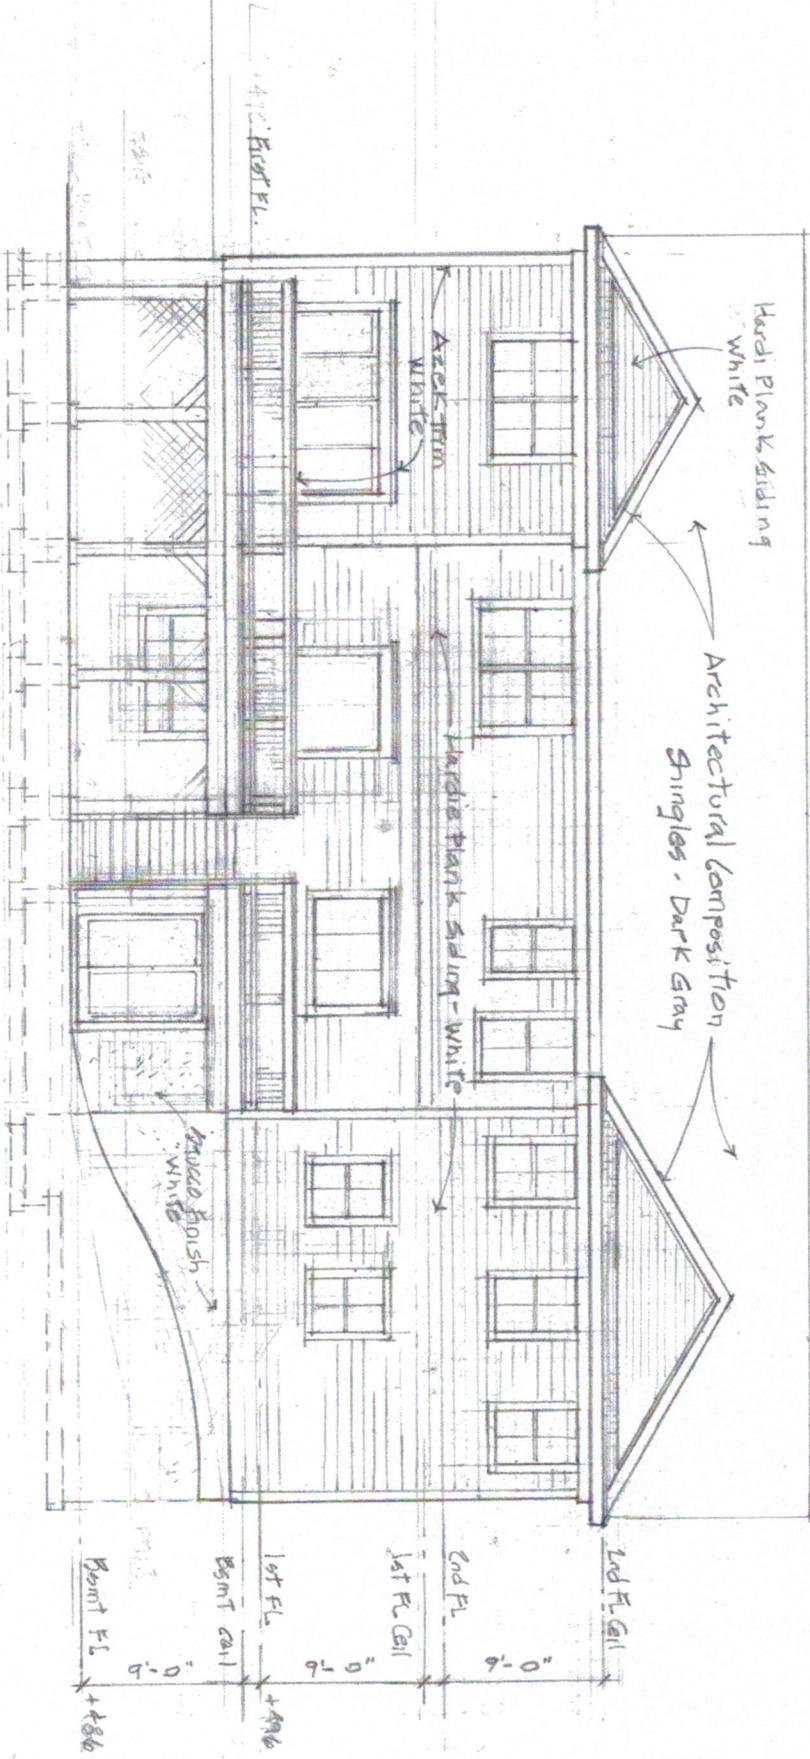 Hardi Plank Siding
White
Architectural Composition
Shingles - Dark Gray
Azek Trim
White
Hardie Plank Siding - White
First FL.
Stucco Finish
White
2nd FL Ceil
9'-0"
2nd FL
1st FL Ceil
9'-0"
1st FL
+496
Bsmt Ceil
9'-0"
Bsmt FL
+486